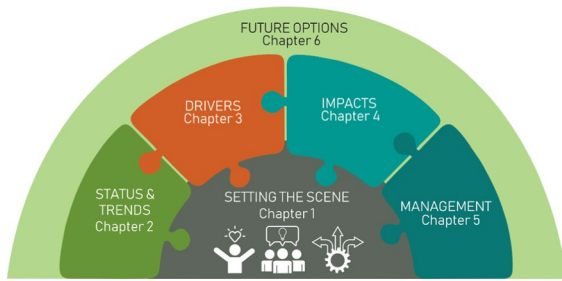 FUTURE OPTIONS
Chapter 6
DRIVERS
Chapter 3
IMPACTS
Chapter 4
STATUS &
TRENDS
Chapter 2
SETTING THE SCENE
Chapter 1
MANAGEMENT
Chapter 5